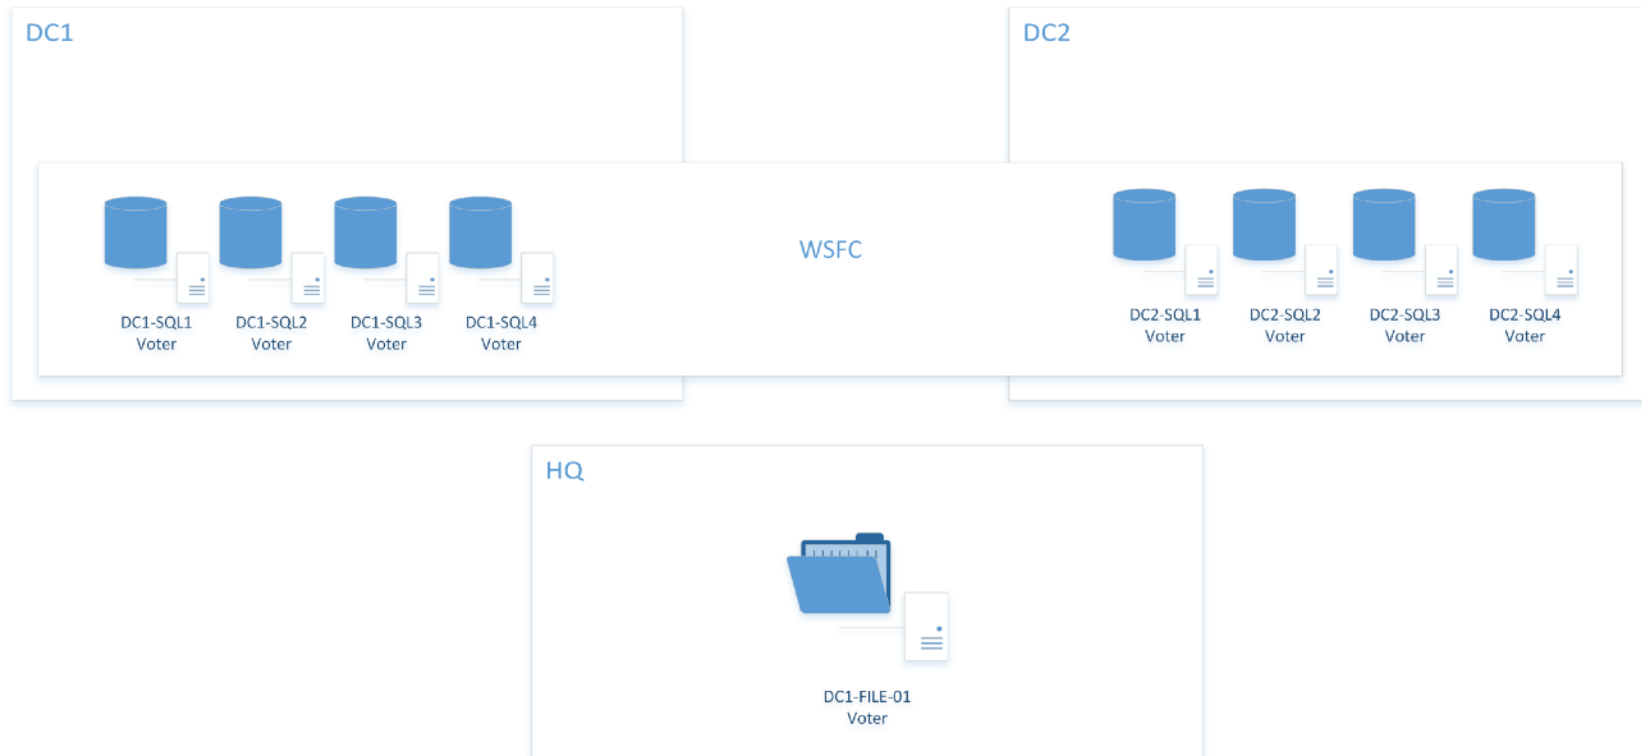 DC1
DC2
WSFC
DC1-SQL1
Voter
DC1-SQL2
Voter
DC1-SQL3
Voter
DC1-SQL4
Voter
DC2-SQL1
Voter
DC2-SQL2
Voter
DC2-SQL3
Voter
DC2-SQL4
Voter
HQ
DC1-FILE-01
Voter